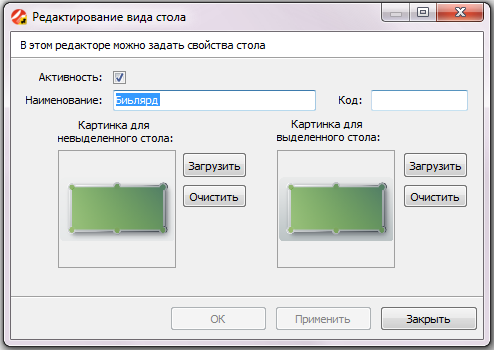 Редактирование вида стола
В этом редакторе можно задать свойства стола
Активность:
Наименование: Биьлярд Код:
Картинка для
невыделенного стола:
Картинка для
выделенного стола:
Загрузить
Очистить
Загрузить
Очистить
OK Применить Закрыть